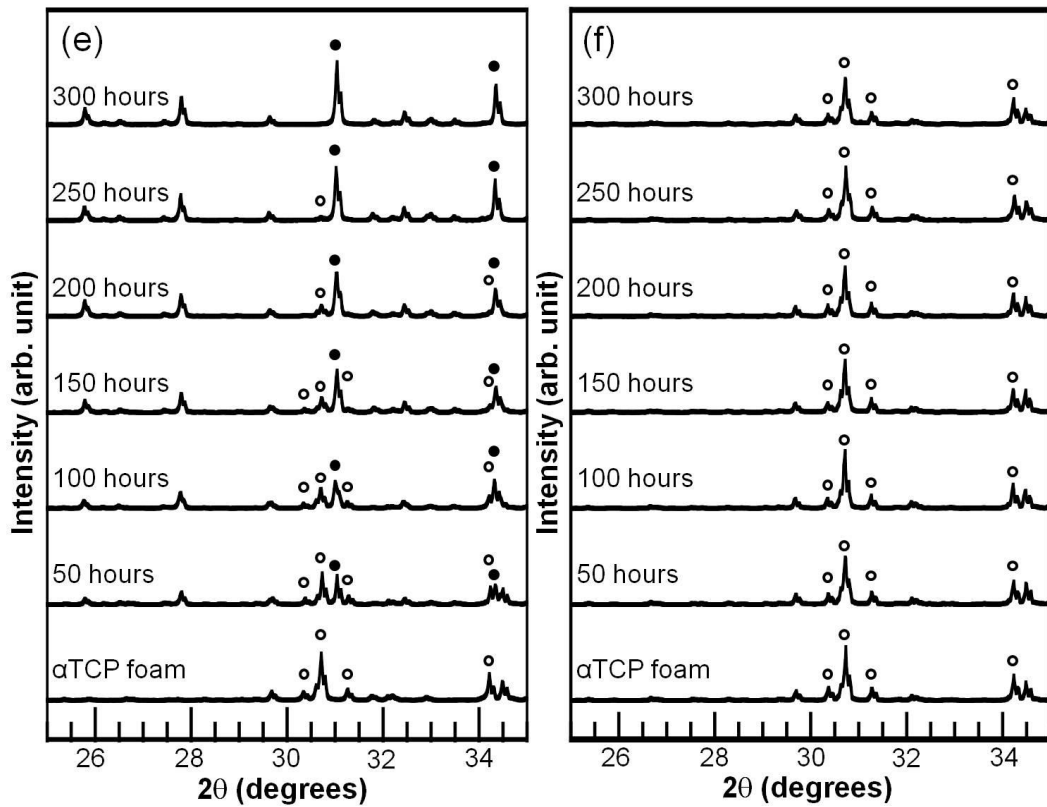 (e)
300 hours
250 hours
200 hours
150 hours
100 hours
50 hours
αTCP foam
26 28 30 32 34
2θ (degrees)
Intensity (arb. unit)
(f)
300 hours
250 hours
200 hours
150 hours
100 hours
50 hours
αTCP foam
26 28 30 32 34
2θ (degrees)
Intensity (arb. unit)